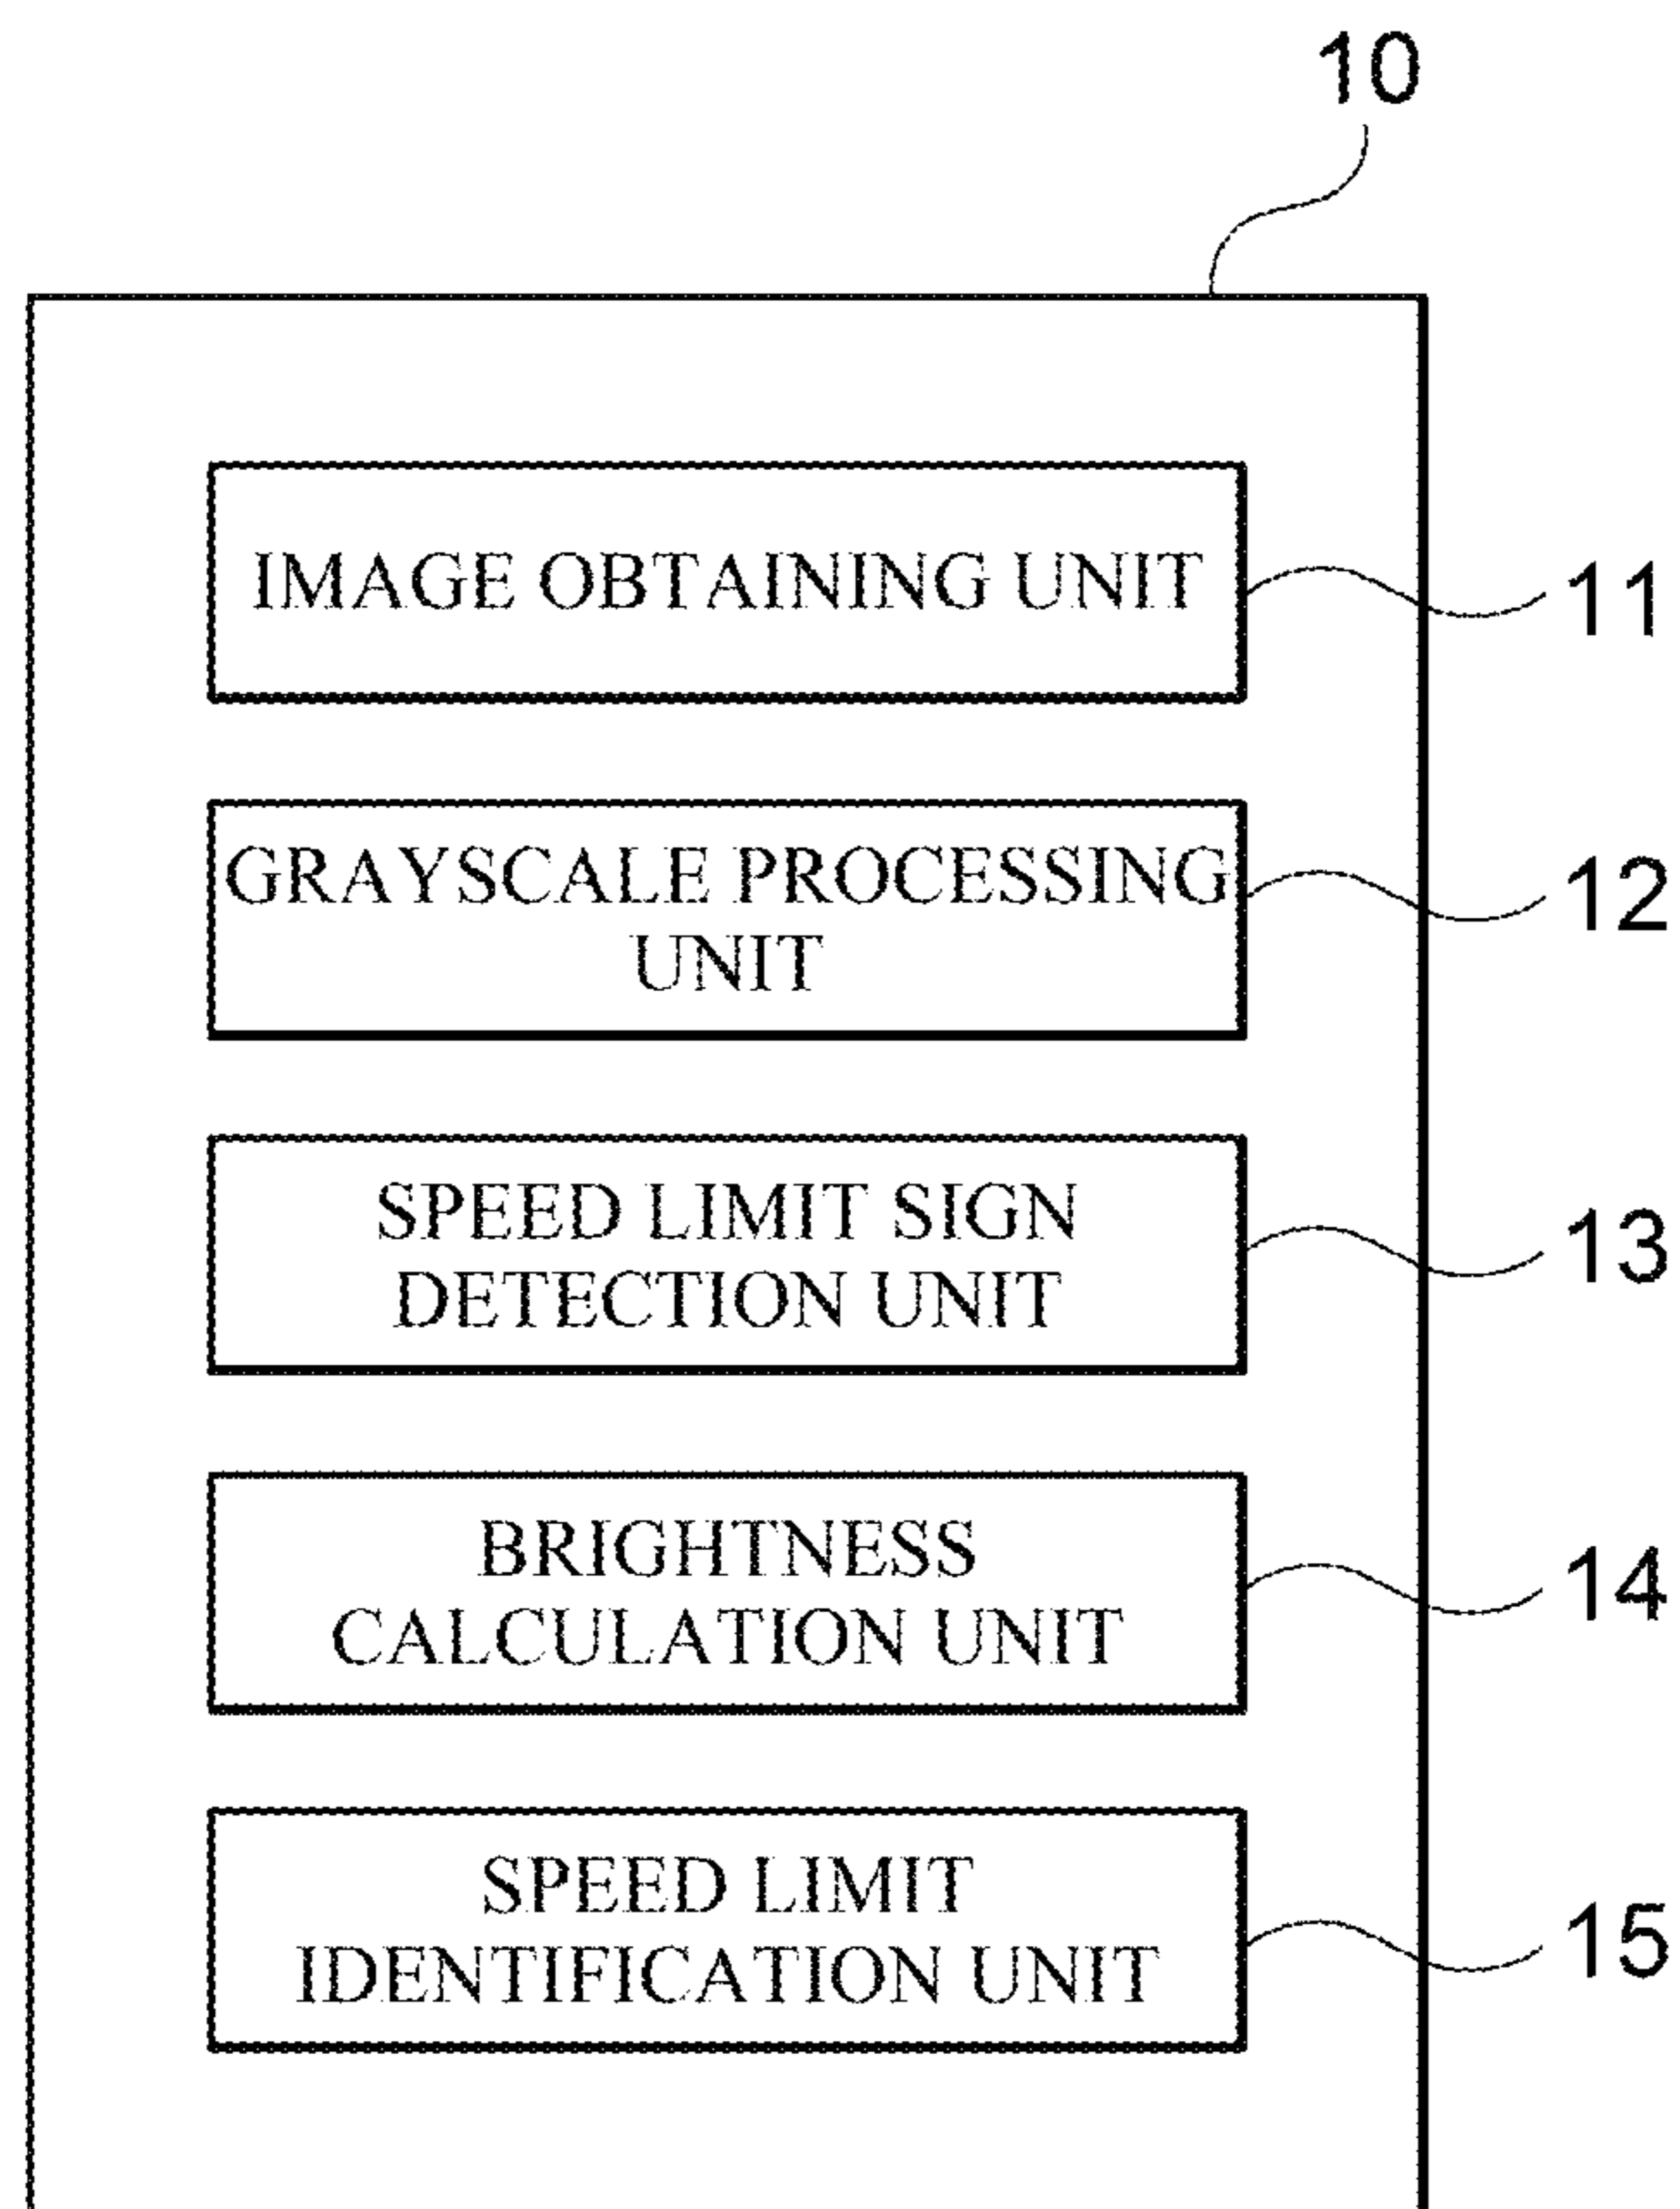 10
IMAGE OBTAINING UNIT
11
GRAYSCALE PROCESSING
UNIT
12
SPEED LIMIT SIGN
DETECTION UNIT
13
BRIGHTNESS
CALCULATION UNIT
14
SPEED LIMIT
IDENTIFICATION UNIT
15